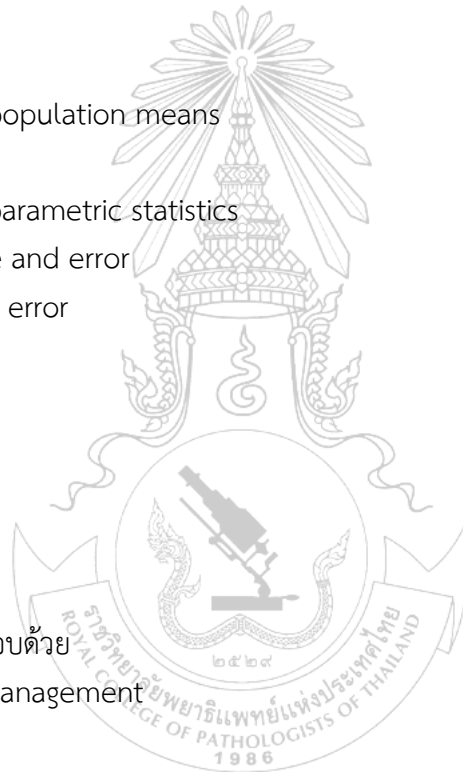 population means
parametric statistics
and error
error
อบด้วย
anagement
ราชวิทยาลัยพยาธิแพทย์แห่งประเทศไทย
๒๕๒๙
ROYAL COLLEGE OF PATHOLOGISTS OF THAILAND
1986